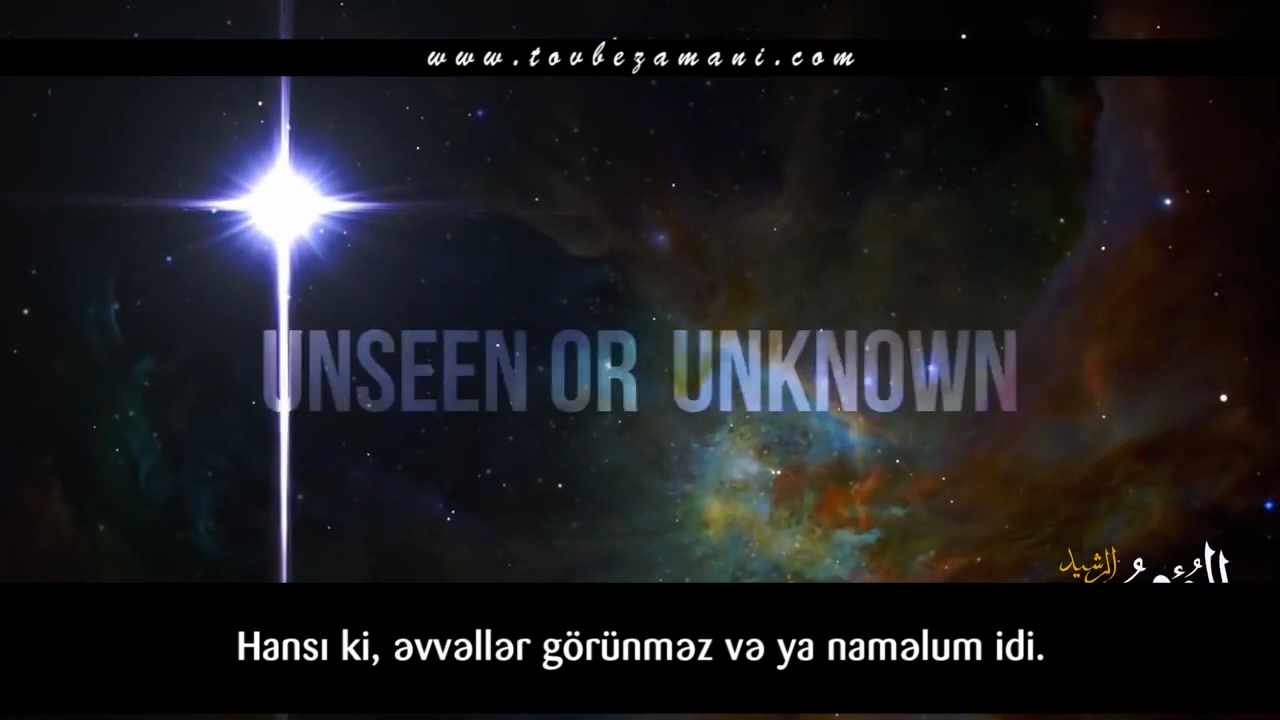 www.tovbezamani.com
UNSEEN OR UNKNOWN
الرشيد
Hansı ki, əvvəllər görünməz və ya naməlum idi.